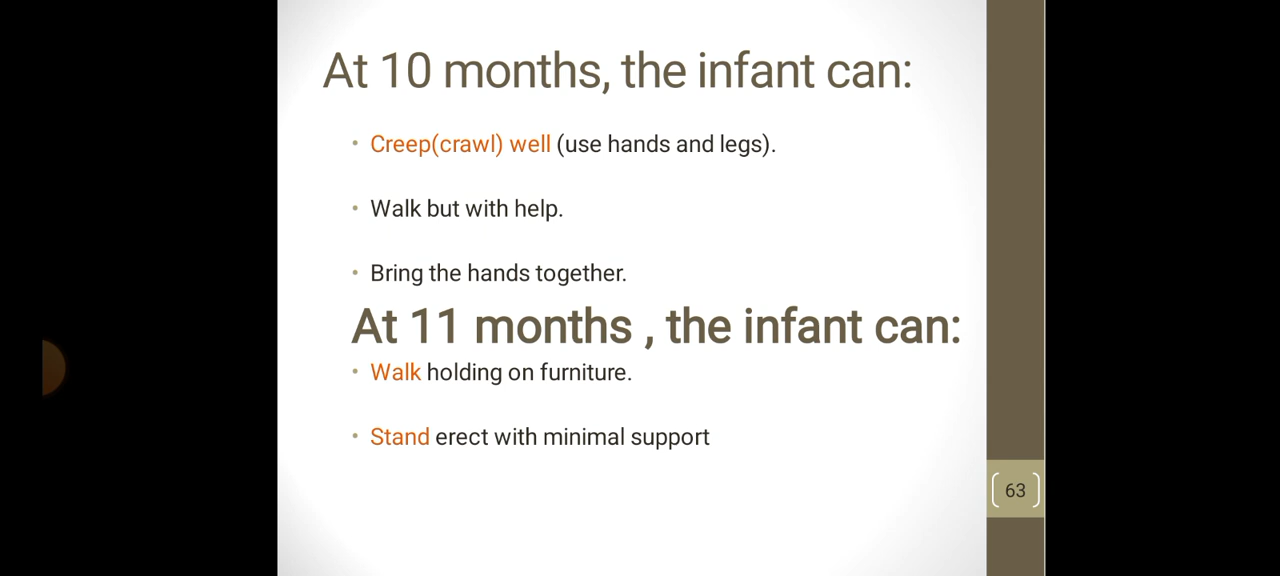 At 10 months, the infant can:
• Creep(crawl) well (use hands and legs).
• Walk but with help.
• Bring the hands together.
At 11 months , the infant can:
• Walk holding on furniture.
• Stand erect with minimal support
63